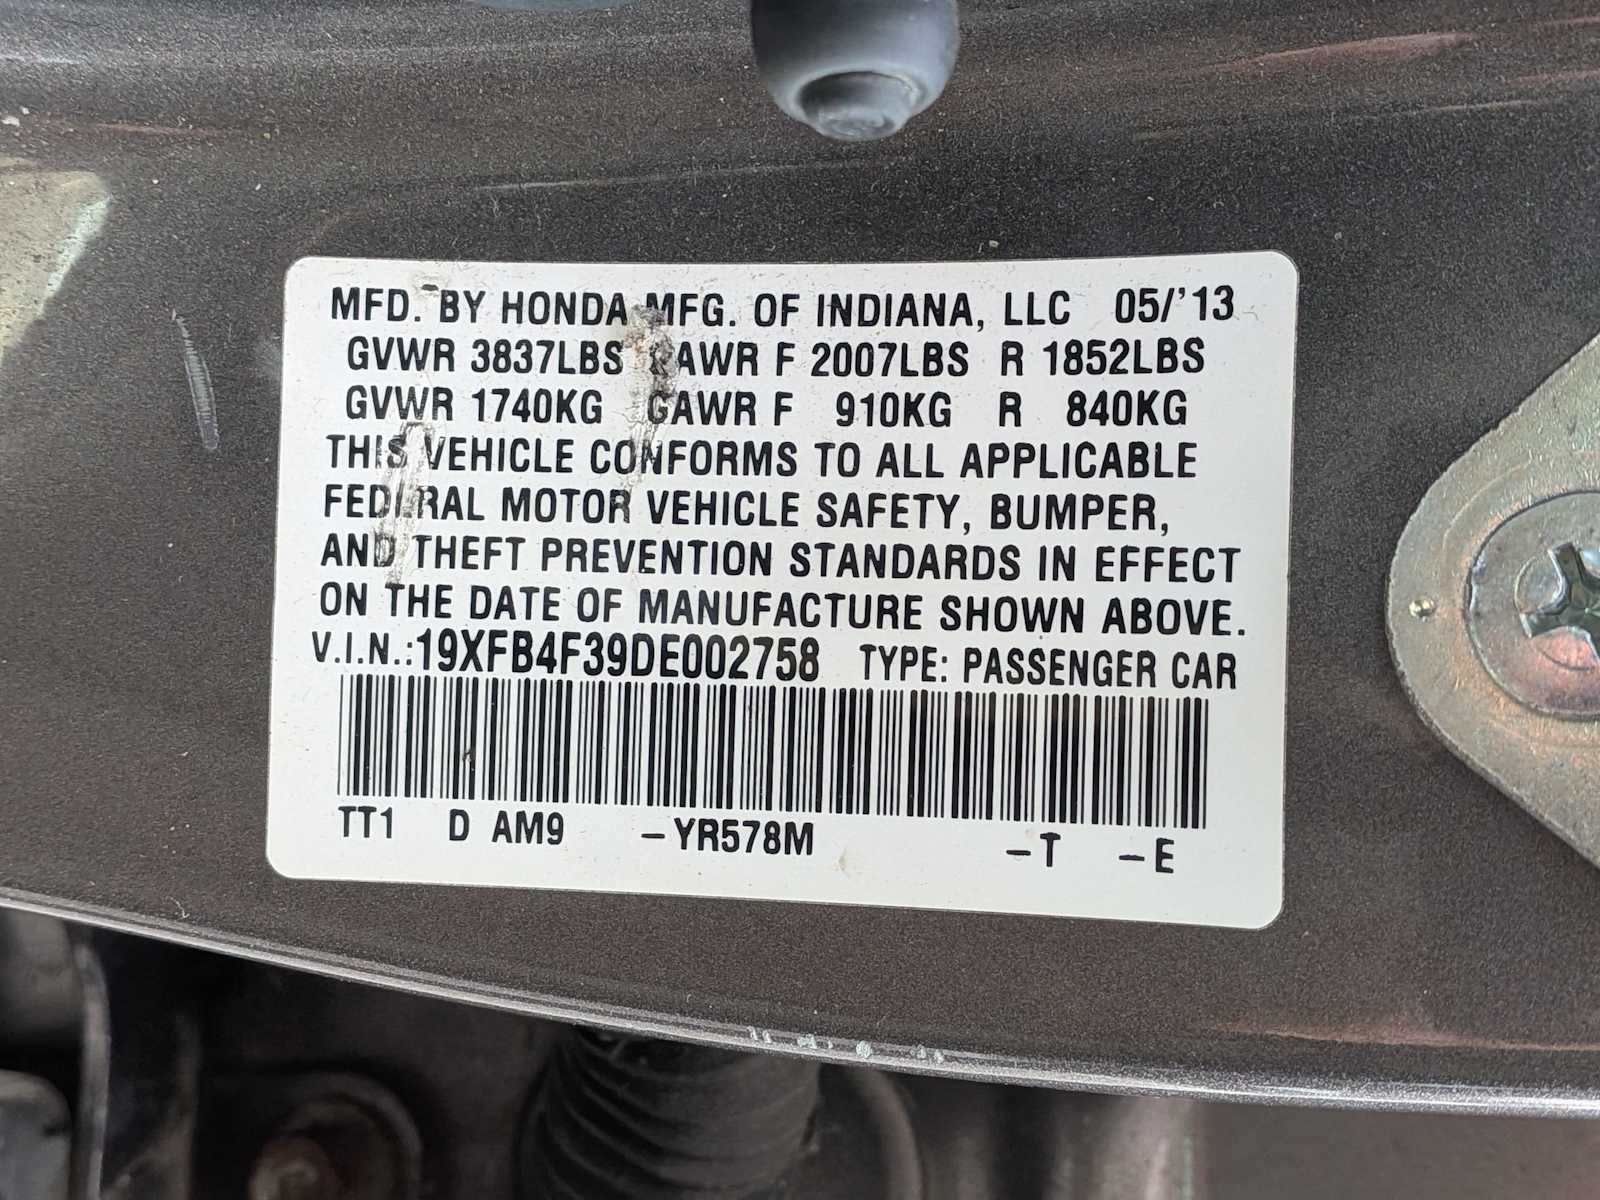 MFD. BY HONDA MFG. OF INDIANA, LLC 05/'13
GVWR 3837LBS GAWR F 2007LBS R 1852LBS
GVWR 1740KG GAWR F 910KG R 840KG
THIS VEHICLE CONFORMS TO ALL APPLICABLE
FEDERAL MOTOR VEHICLE SAFETY, BUMPER,
AND THEFT PREVENTION STANDARDS IN EFFECT
ON THE DATE OF MANUFACTURE SHOWN ABOVE.
V.I.N.:19XFB4F39DE002758 TYPE: PASSENGER CAR
TT1 D AM9 –YR578M –T –E